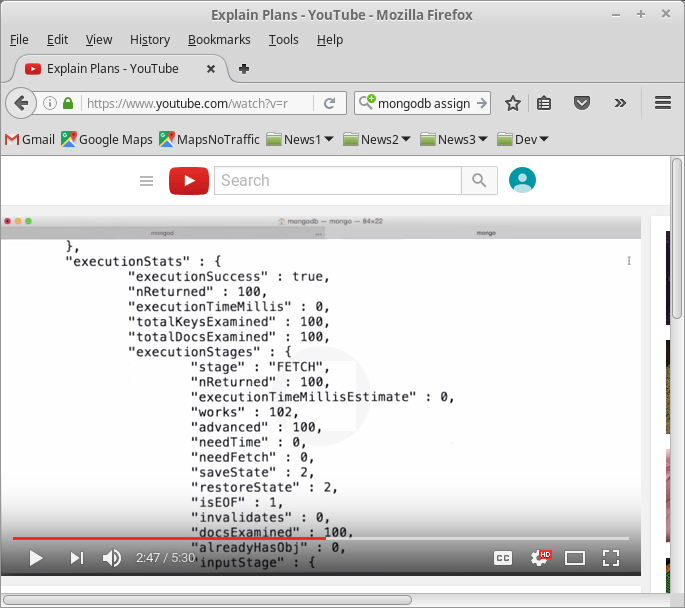 Explain Plans - YouTube - Mozilla Firefox
File Edit View History Bookmarks Tools Help
Explain Plans - YouTube
https://www.youtube.com/watch?v=r mongodb assign
Gmail Google Maps MapsNoTraffic News1 News2 News3 Dev
Search
mongodb — mongo — 84×22
mongod mongo
},
"executionStats" : {
"executionSuccess" : true,
"nReturned" : 100,
"executionTimeMillis" : 0,
"totalKeysExamined" : 100,
"totalDocsExamined" : 100,
"executionStages" : {
"stage" : "FETCH",
"nReturned" : 100,
"executionTimeMillisEstimate" : 0,
"works" : 102,
"advanced" : 100,
"needTime" : 0,
"needFetch" : 0,
"saveState" : 2,
"restoreState" : 2,
"isEOF" : 1,
"invalidates" : 0,
"docsExamined" : 100,
"alreadyHasObj" : 0,
"inputStage" : {
2:47 / 5:30 CC HD